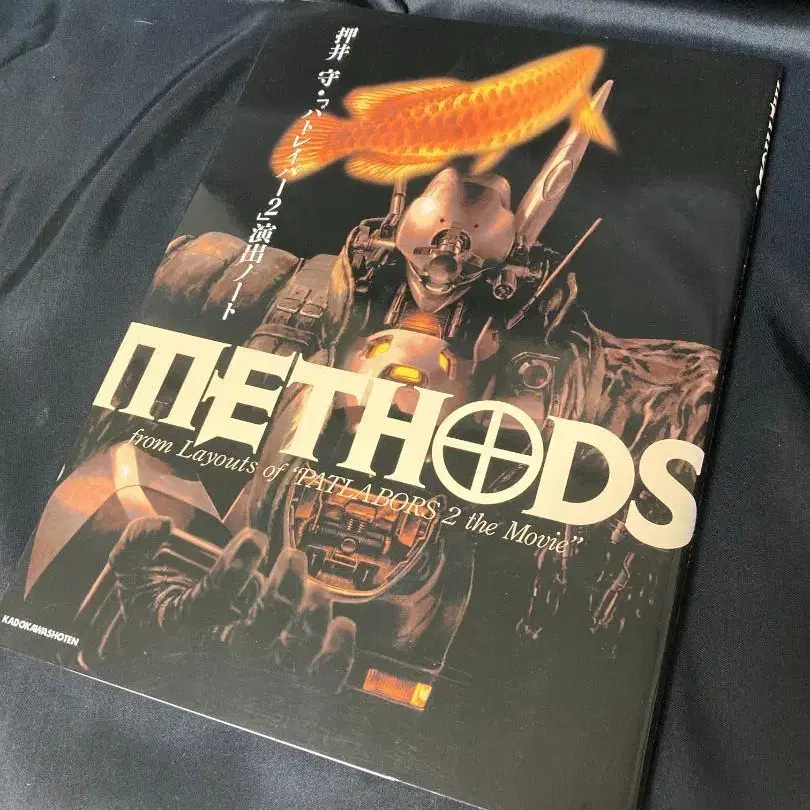 押井 守・「パトレイバー2」演出ノート
METHODS
from Layouts of "PATLABORS 2 the Movie"
KADOKAWASHOTEN